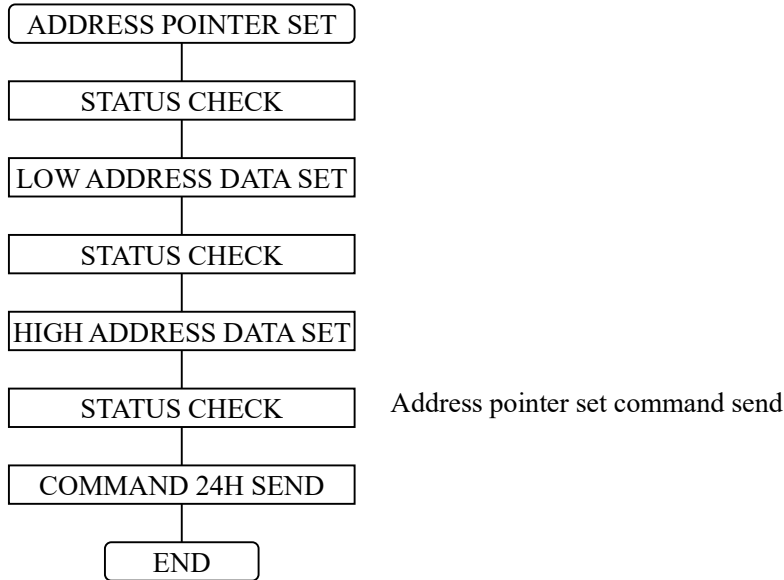 ADDRESS POINTER SET
STATUS CHECK
LOW ADDRESS DATA SET
STATUS CHECK
HIGH ADDRESS DATA SET
STATUS CHECK
Address pointer set command send
COMMAND 24H SEND
END